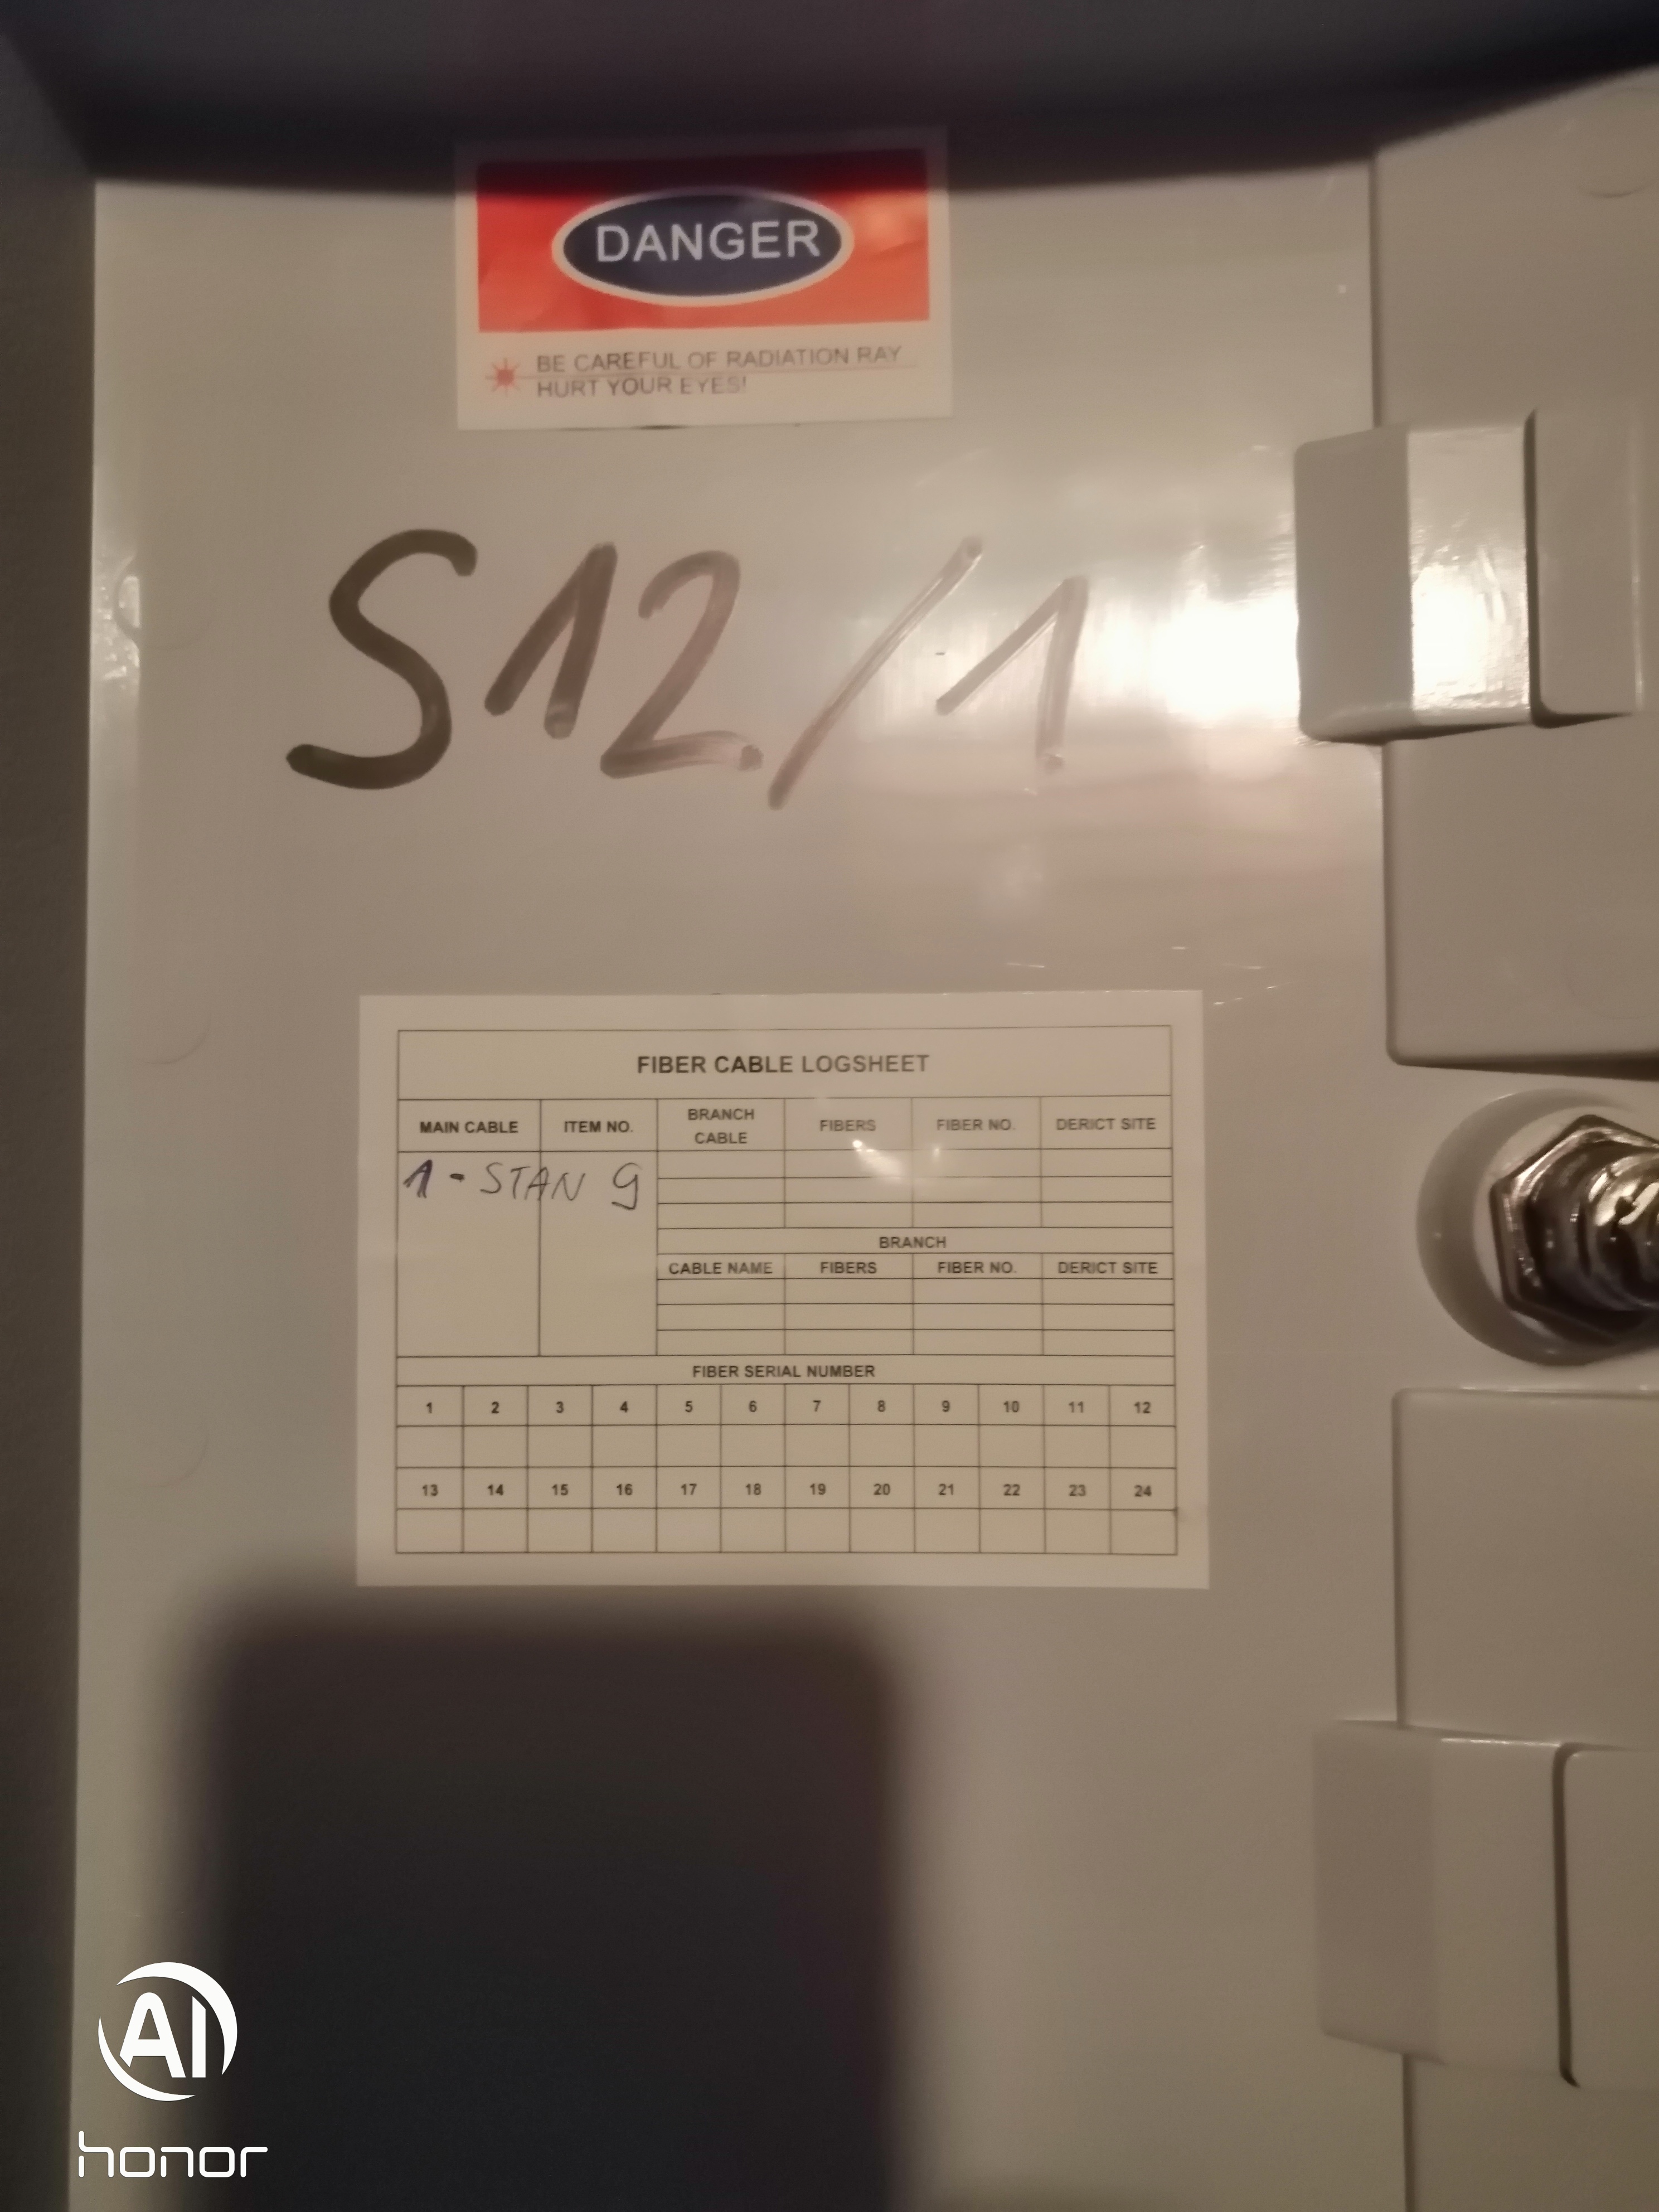 DANGER
BE CAREFUL OF RADIATION RAY
HURT YOUR EYES!
S12/1
FIBER CABLE LOGSHEET
MAIN CABLE ITEM NO. BRANCH CABLE FIBERS FIBER NO. DERICT SITE
1 - STAN 9
BRANCH
CABLE NAME FIBERS FIBER NO. DERICT SITE
FIBER SERIAL NUMBER
1 2 3 4 5 6 7 8 9 10 11 12
13 14 15 16 17 18 19 20 21 22 23 24
AI
honor